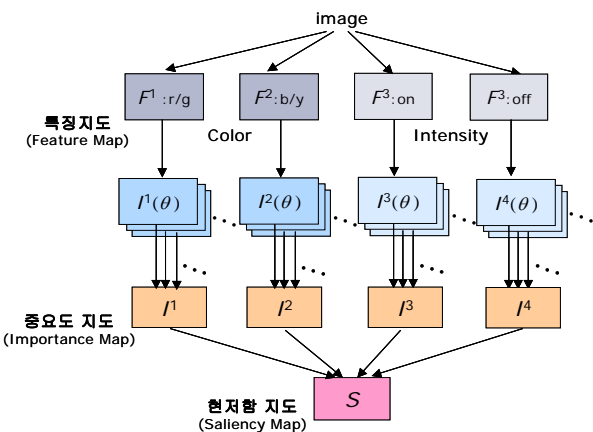 image
F¹ :r/g
F² :b/y
F³:on
F³:off
특징지도
(Feature Map)
Color
Intensity
I¹(θ)
I²(θ)
I³(θ)
I⁴(θ)
I¹
I²
I³
I⁴
중요도 지도
(Importance Map)
현저함 지도
(Saliency Map)
S